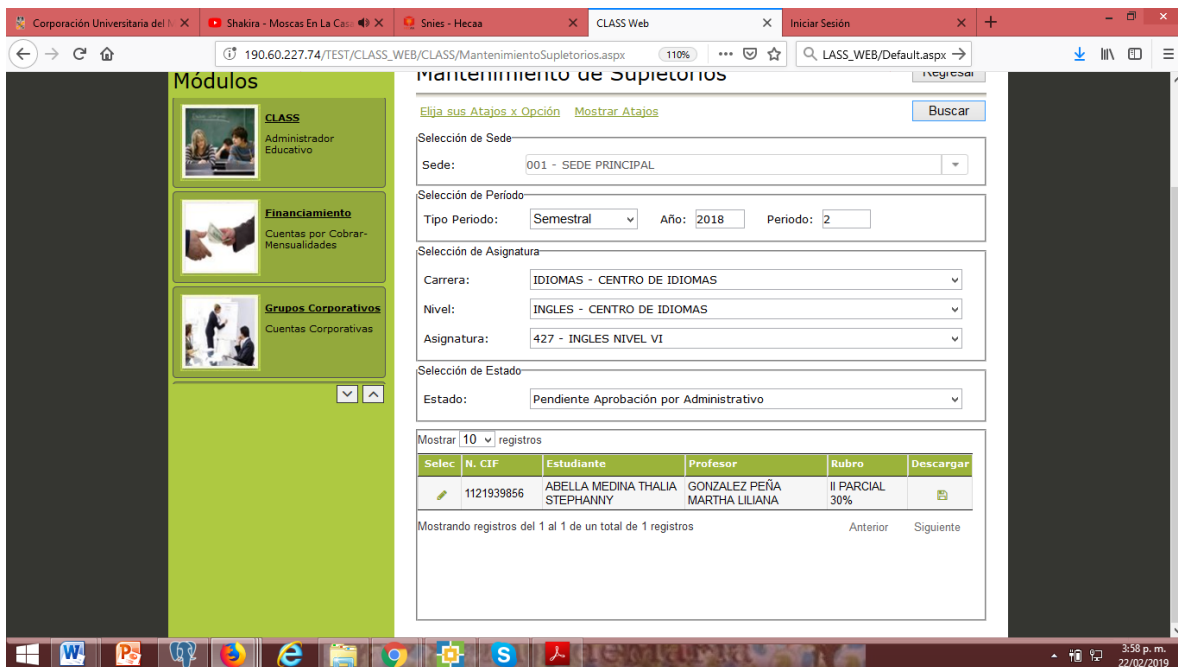 Corporación Universitaria del M
Shakira - Moscas En La Casa
Snies - Hecaa
CLASS Web
Iniciar Sesión
190.60.227.74/TEST/CLASS_WEB/CLASS/MantenimientoSupletorios.aspx
110%
LASS_WEB/Default.aspx
Módulos
CLASS
Administrador
Educativo
Financiamiento
Cuentas por Cobrar-
Mensualidades
Grupos Corporativos
Cuentas Corporativas
Mantenimiento de Supletorios
Regresar
Elija sus Atajos x Opción Mostrar Atajos
Buscar
Selección de Sede
Sede: 001 - SEDE PRINCIPAL
Selección de Período
Tipo Periodo: Semestral Año: 2018 Periodo: 2
Selección de Asignatura
Carrera: IDIOMAS - CENTRO DE IDIOMAS
Nivel: INGLES - CENTRO DE IDIOMAS
Asignatura: 427 - INGLES NIVEL VI
Selección de Estado
Estado: Pendiente Aprobación por Administrativo
Mostrar 10 registros
Selec N. CIF Estudiante Profesor Rubro Descargar
1121939856 ABELLA MEDINA THALIA STEPHANNY GONZALEZ PEÑA MARTHA LILIANA II PARCIAL 30%
Mostrando registros del 1 al 1 de un total de 1 registros Anterior Siguiente
3:58 p. m.
22/02/2019